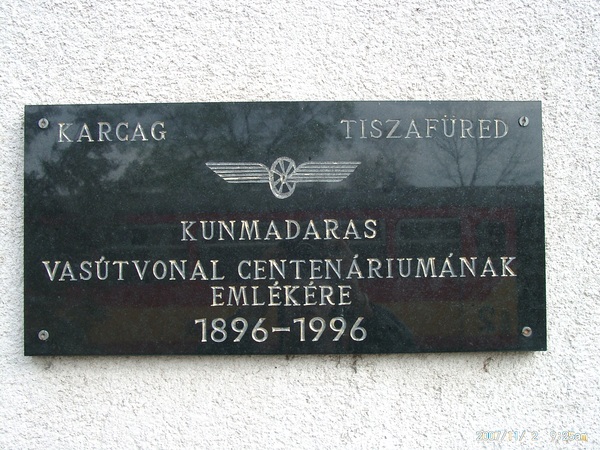 KARCAG TISZAFÜRED
KUNMADARAS
VASÚTVONAL CENTENÁRIUMÁNAK
EMLÉKÉRE
1896-1996